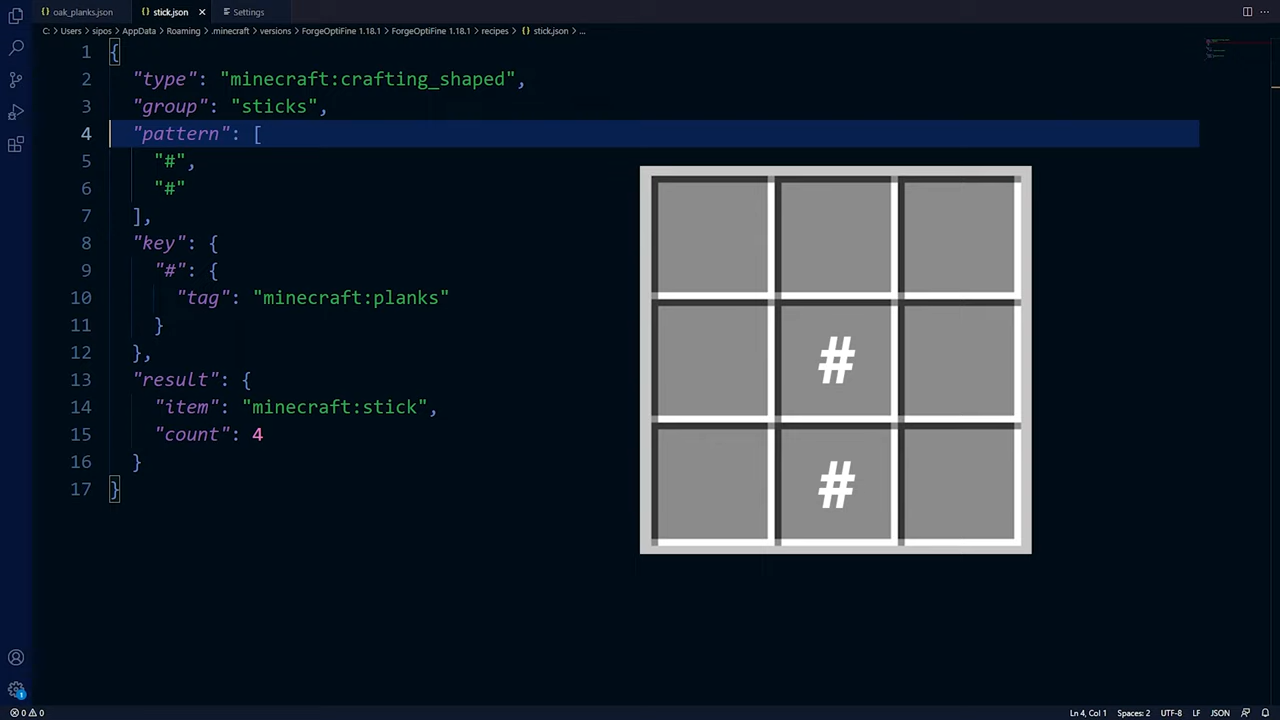 oak_planks.json stick.json × Settings
C: > Users > sipos > AppData > Roaming > .minecraft > versions > ForgeOptiFine 1.18.1 > ForgeOptiFine 1.18.1 > recipes > stick.json > ...
1 {
2 "type": "minecraft:crafting_shaped",
3 "group": "sticks",
4 "pattern": [
5 "#",
6 "#"
7 ],
8 "key": {
9 "#": {
10 "tag": "minecraft:planks"
11 }
12 },
13 "result": {
14 "item": "minecraft:stick",
15 "count": 4
16 }
17 }
#
#
1
0 0 Ln 4, Col 1 Spaces: 2 UTF-8 LF JSON